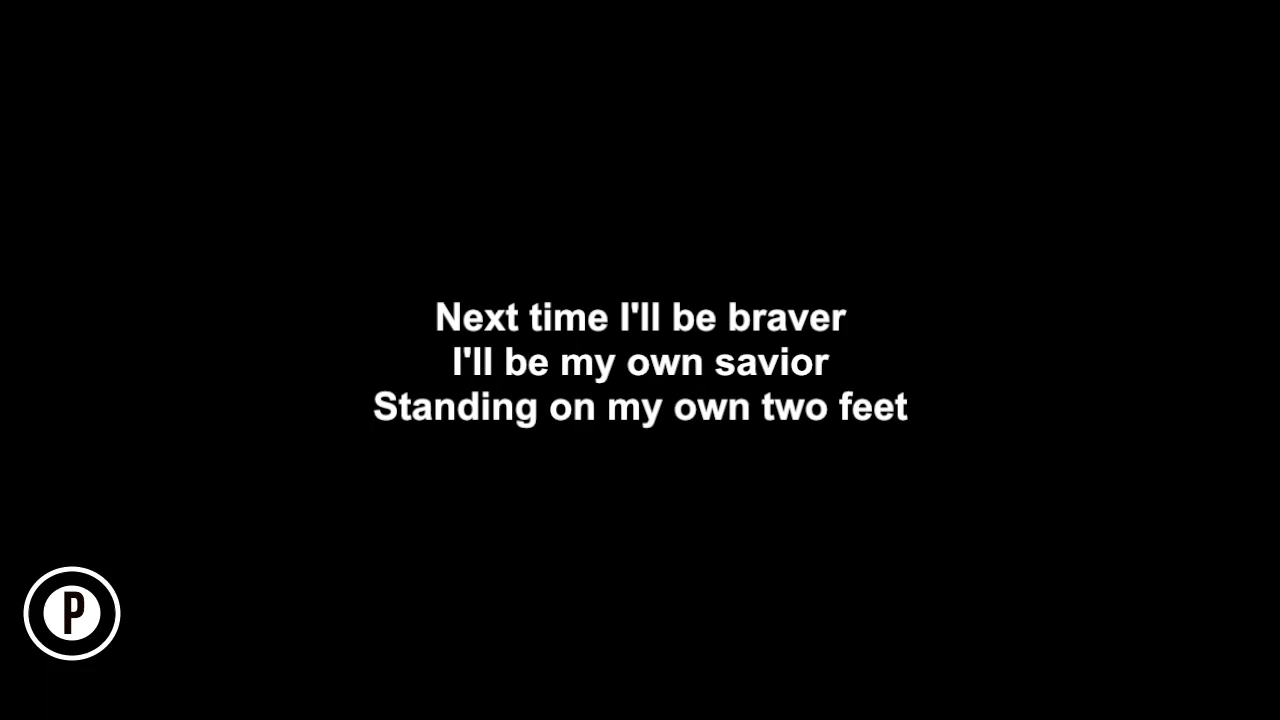 Next time I'll be braver
I'll be my own savior
Standing on my own two feet
P